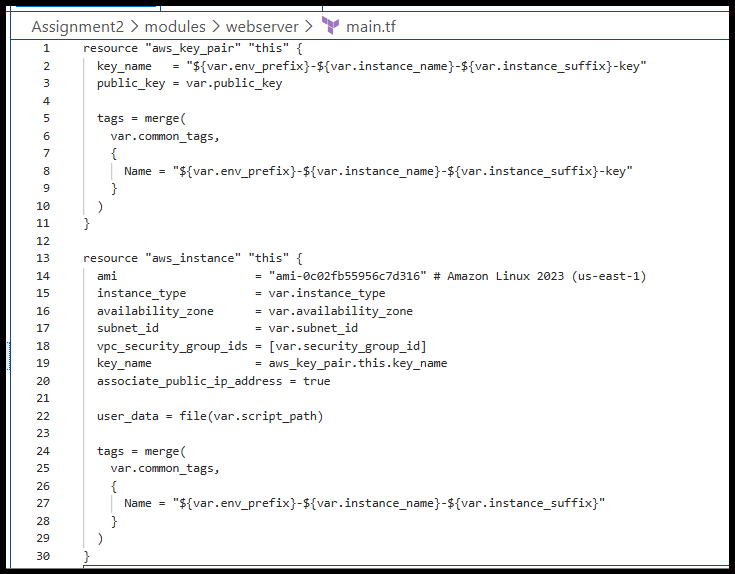 Assignment2 > modules > webserver > main.tf
1 resource "aws_key_pair" "this" {
2   key_name   = "${var.env_prefix}-${var.instance_name}-${var.instance_suffix}-key"
3   public_key = var.public_key
4
5   tags = merge(
6     var.common_tags,
7     {
8       Name = "${var.env_prefix}-${var.instance_name}-${var.instance_suffix}-key"
9     }
10   )
11 }
12
13 resource "aws_instance" "this" {
14   ami                    = "ami-0c02fb55956c7d316" # Amazon Linux 2023 (us-east-1)
15   instance_type          = var.instance_type
16   availability_zone      = var.availability_zone
17   subnet_id              = var.subnet_id
18   vpc_security_group_ids = [var.security_group_id]
19   key_name               = aws_key_pair.this.key_name
20   associate_public_ip_address = true
21
22   user_data = file(var.script_path)
23
24   tags = merge(
25     var.common_tags,
26     {
27       Name = "${var.env_prefix}-${var.instance_name}-${var.instance_suffix}"
28     }
29   )
30 }